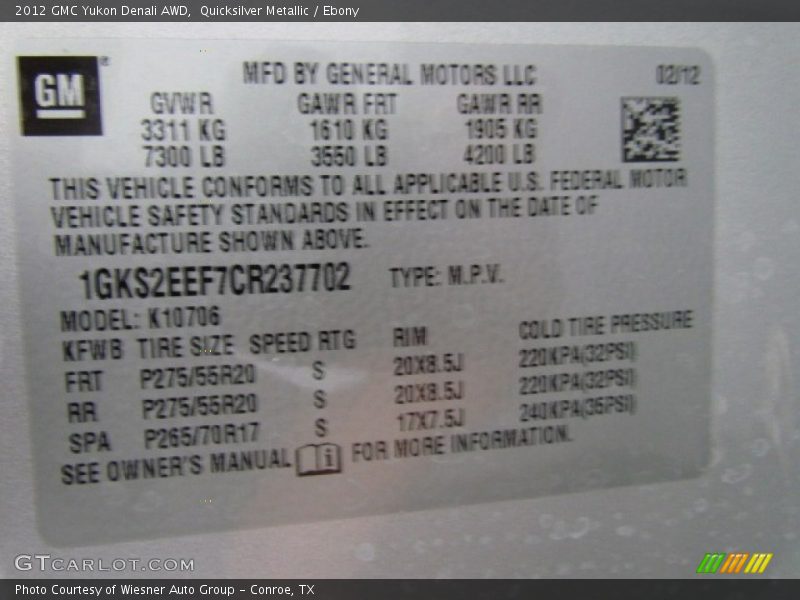 2012 GMC Yukon Denali AWD,  Quicksilver Metallic / Ebony
GM®
MFD BY GENERAL MOTORS LLC 02/12
GVWR GAWR FRT GAWR RR
3311 KG 1610 KG 1905 KG
7300 LB 3550 LB 4200 LB
THIS VEHICLE CONFORMS TO ALL APPLICABLE U.S. FEDERAL MOTOR
VEHICLE SAFETY STANDARDS IN EFFECT ON THE DATE OF
MANUFACTURE SHOWN ABOVE.
1GKS2EEF7CR237702 TYPE: M.P.V.
MODEL: K10706
KFWB TIRE SIZE SPEED RTG RIM COLD TIRE PRESSURE
FRT P275/55R20 S 20X8.5J 220KPA(32PSI)
RR P275/55R20 S 20X8.5J 220KPA(32PSI)
SPA P265/70R17 S 17X7.5J 240KPA(35PSI)
SEE OWNER'S MANUAL i FOR MORE INFORMATION.
GTCARLOT.COM
Photo Courtesy of Wiesner Auto Group - Conroe, TX